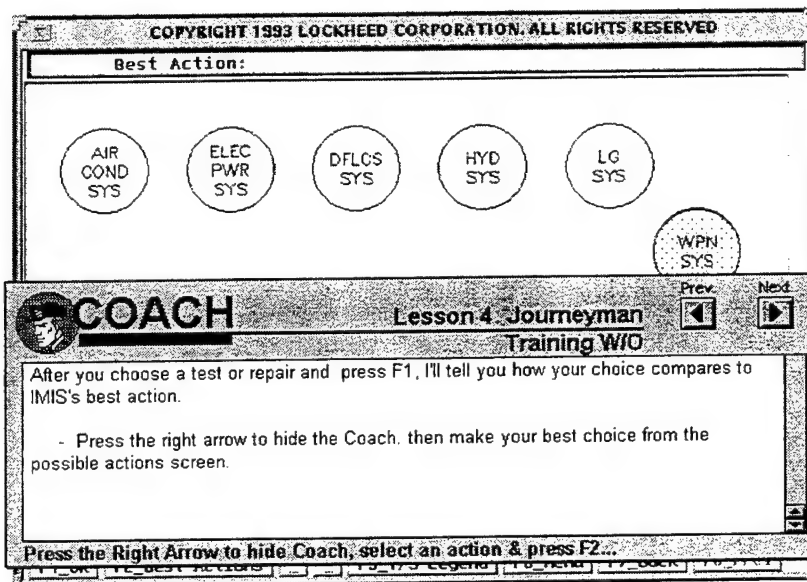 COPYRIGHT 1993 LOCKHEED CORPORATION. ALL RIGHTS RESERVED
Best Action:
AIR
COND
SYS
ELEC
PWR
SYS
DFLCS
SYS
HYD
SYS
LG
SYS
WPN
SYS
COACH
Lesson 4 Journeyman
Training W/O
Prev.
Next
After you choose a test or repair and press F1, I'll tell you how your choice compares to
IMIS's best action.
- Press the right arrow to hide the Coach. then make your best choice from the
possible actions screen.
Press the Right Arrow to hide Coach, select an action & press F2...